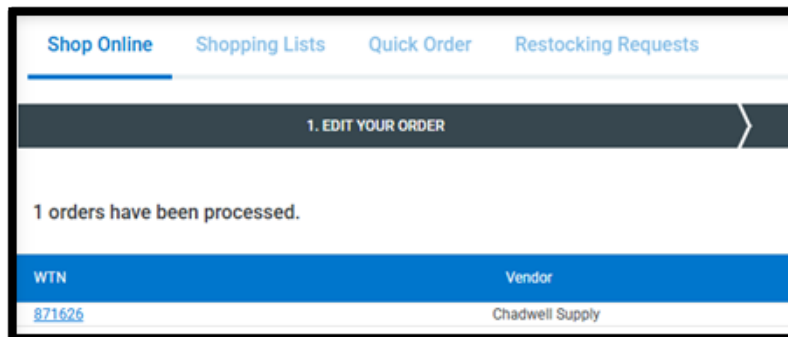 Shop Online Shopping Lists Quick Order Restocking Requests
1. EDIT YOUR ORDER
1 orders have been processed.
WTN Vendor
871626 Chadwell Supply